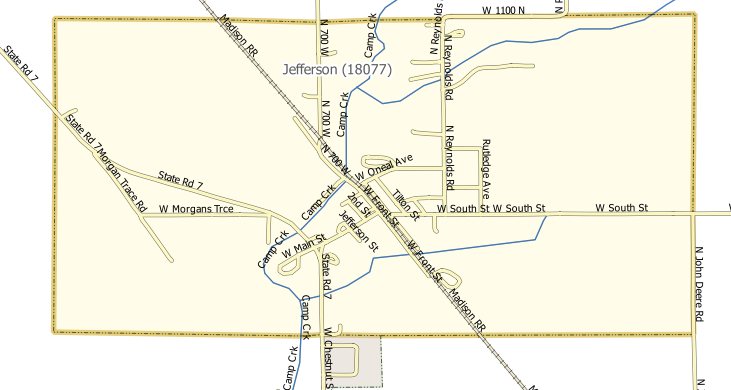 W 1100 N
Madison RR
N 700 W
Camp Crk
N Reynolds
N Reynolds Rd
State Rd 7
Jefferson (18077)
Camp Crk
N 700 W
State Rd 7
N 700 W
N Reynolds Rd
Rutledge Ave
Morgan Trace Rd
State Rd 7
W Oneal Ave
W Morgans Trce
Camp Crk
2nd St
W Front St
Tilton St
W South St
W South St
W South St
Jefferson St
W Main St
Camp Crk
State Rd 7
W Front St
Madison RR
N John Deere Rd
Camp Crk
W Chestnut S
Camp Crk